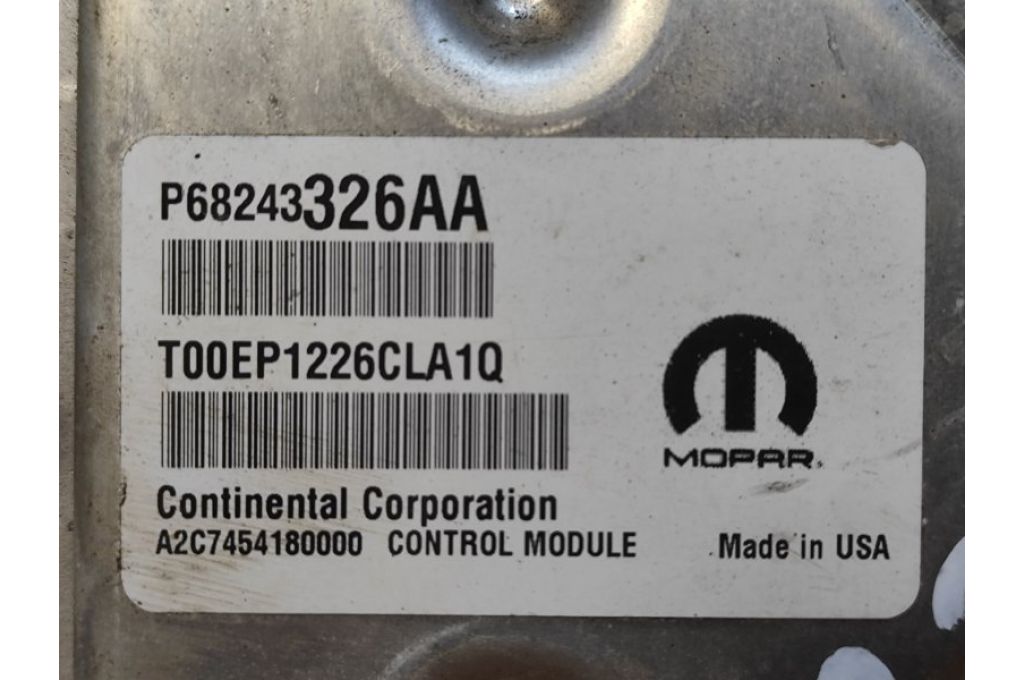 P68243326AA
T00EP1226CLA1Q
MOPAR
Continental Corporation
A2C7454180000 CONTROL MODULE Made in USA